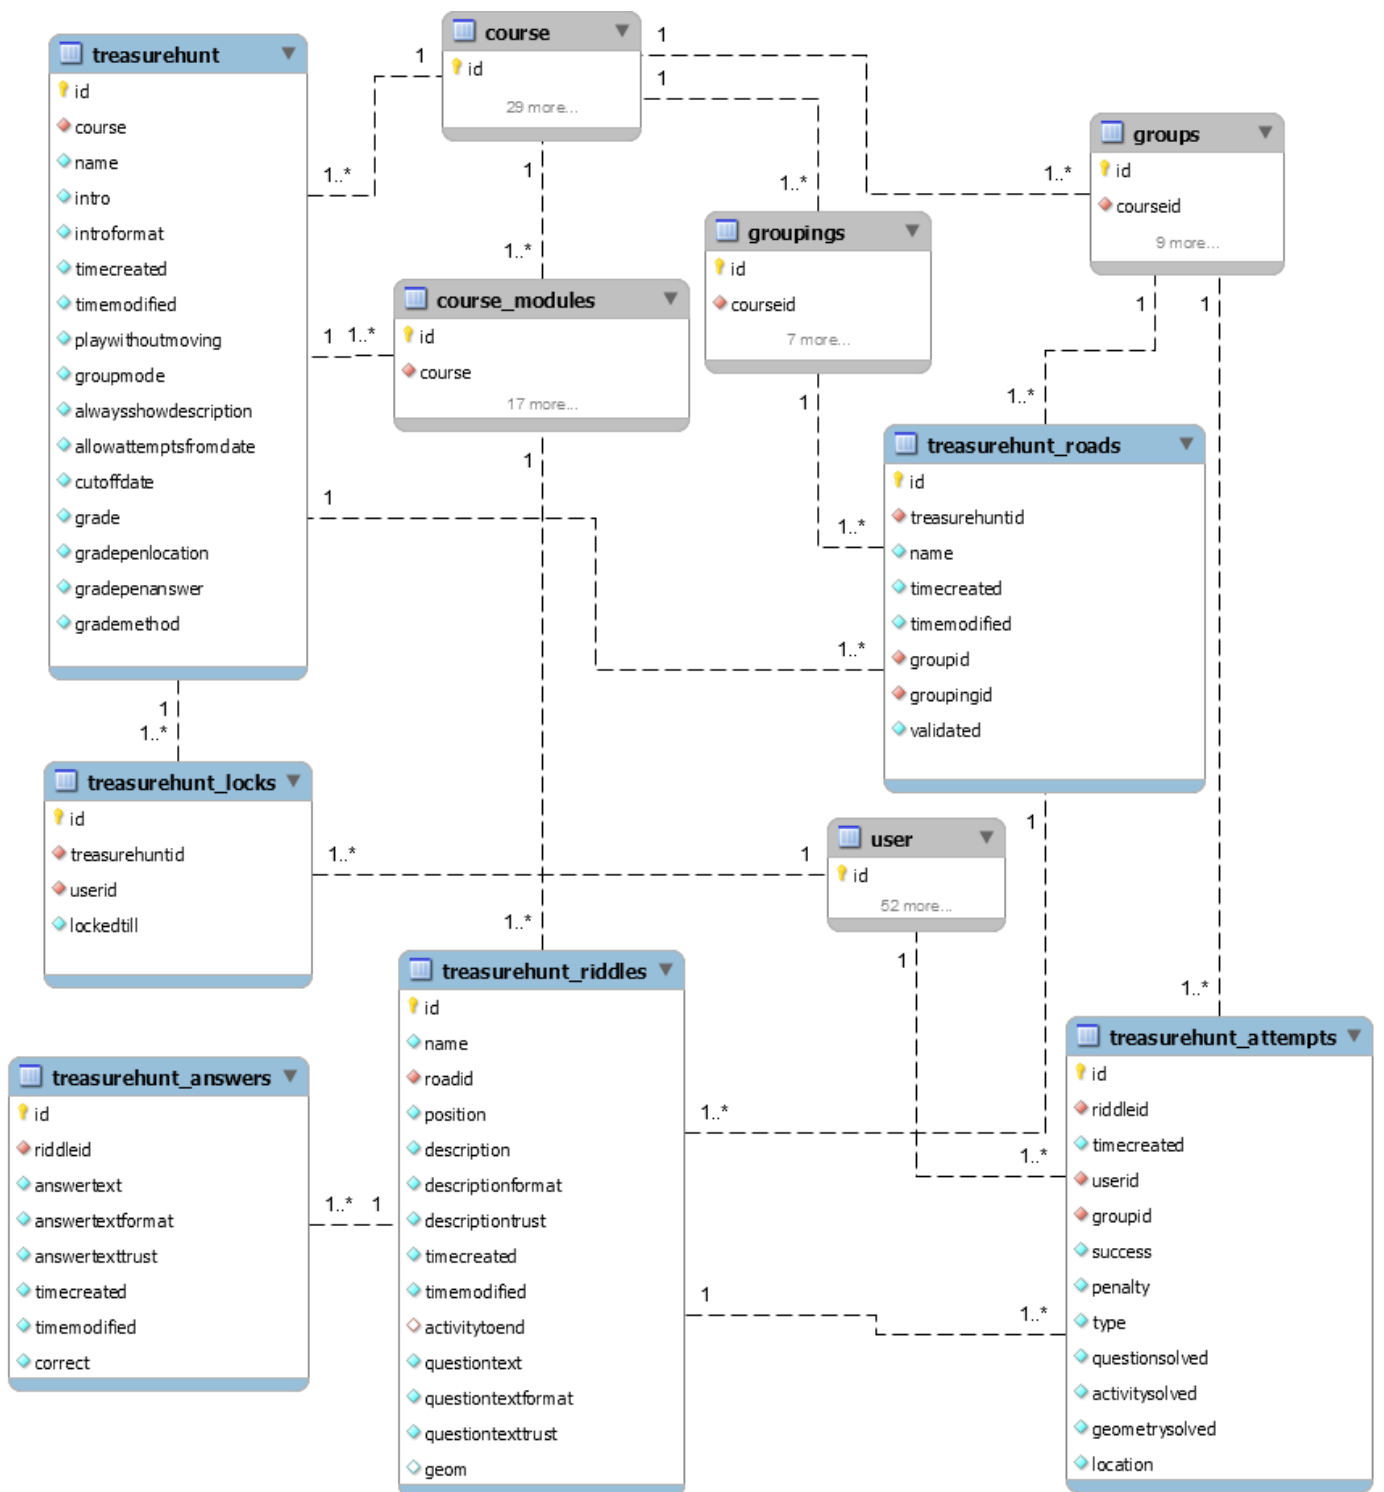 treasurehunt
id
course
name
intro
introformat
timecreated
timemodified
playwithoutmoving
groupmode
alwaysshowdescription
allowattemptsfromdate
cutoffdate
grade
gradepenlocation
gradepenanswer
grademethod
1
1..*
course
id
29 more...
1
1
1
1..*
1..*
1..*
groups
id
courseid
9 more...
groupings
id
courseid
7 more...
course_modules
id
course
17 more...
1 1..*
1
1
1
1
1..*
1
1..*
1..*
treasurehunt_roads
id
treasurehuntid
name
timecreated
timemodified
groupid
groupingid
validated
1
1..*
treasurehunt_locks
id
treasurehuntid
userid
lockedtill
1..*
1
user
id
52 more...
1
1
1..*
1..*
treasurehunt_riddles
id
name
roadid
position
description
descriptionformat
descriptiontrust
timecreated
timemodified
activitytoend
questiontext
questiontextformat
questiontexttrust
geom
1..*
1..*
1
1..*
treasurehunt_answers
id
riddleid
answertext
answertextformat
answertexttrust
timecreated
timemodified
correct
1..* 1
treasurehunt_attempts
id
riddleid
timecreated
userid
groupid
success
penalty
type
questionsolved
activitysolved
geometrysolved
location